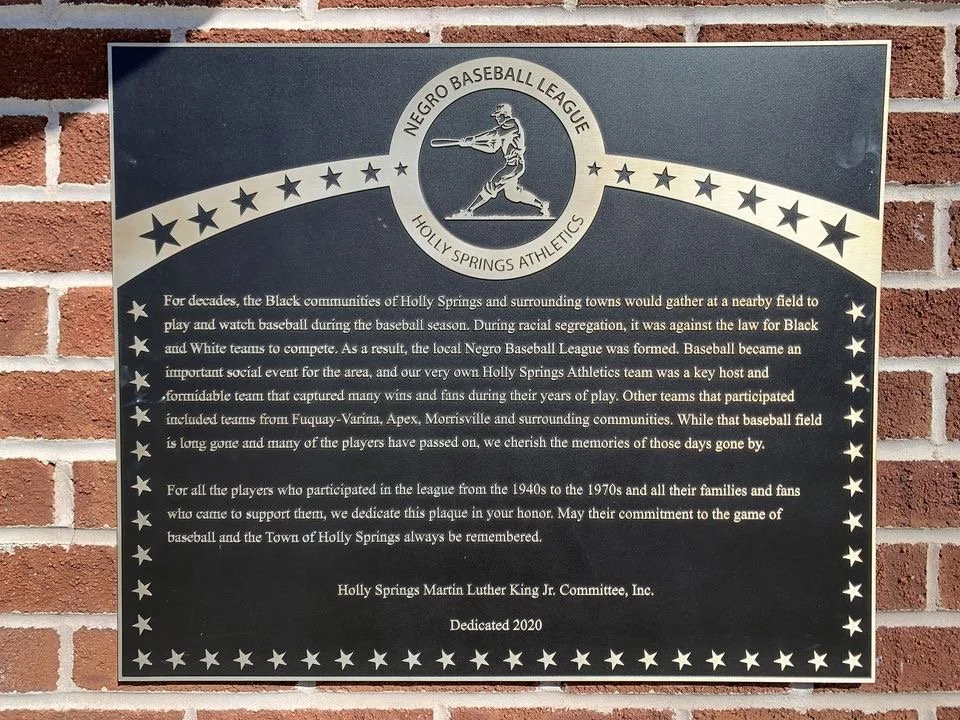 NEGRO BASEBALL LEAGUE
HOLLY SPRINGS ATHLETICS
For decades, the Black communities of Holly Springs and surrounding towns would gather at a nearby field to
play and watch baseball during the baseball season. During racial segregation, it was against the law for Black
and White teams to compete. As a result, the local Negro Baseball League was formed. Baseball became an
important social event for the area, and our very own Holly Springs Athletics team was a key host and
formidable team that captured many wins and fans during their years of play. Other teams that participated
included teams from Fuquay-Varina, Apex, Morrisville and surrounding communities. While that baseball field
is long gone and many of the players have passed on, we cherish the memories of those days gone by.
For all the players who participated in the league from the 1940s to the 1970s and all their families and fans
who came to support them, we dedicate this plaque in your honor. May their commitment to the game of
baseball and the Town of Holly Springs always be remembered.
Holly Springs Martin Luther King Jr. Committee, Inc.
Dedicated 2020